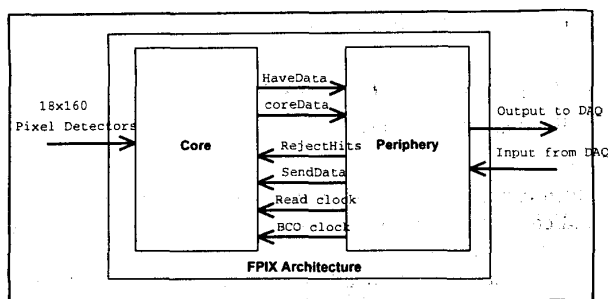 HaveData
18x160
coreData
Output to DAQ
Pixel Detectors
Core
RejectHits
Periphery
Input from DAQ
SendData
Read clock
BCO clock
FPIX Architecture